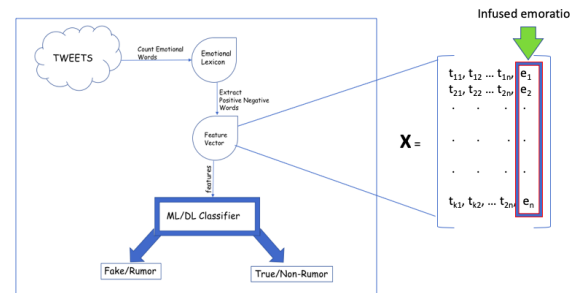 Infused emoratio
TWEETS
Count Emotional
Words
Emotional
Lexicon
Extract
Positive Negative
Words
Feature
Vector
features
ML/DL Classifier
Fake/Rumor
True/Non-Rumor
X =
t11, t12 ... t1n, e1
t21, t22 ... t2n, e2
. . . .
. . . .
. . . .
tk1, tk2, ... t2n, en